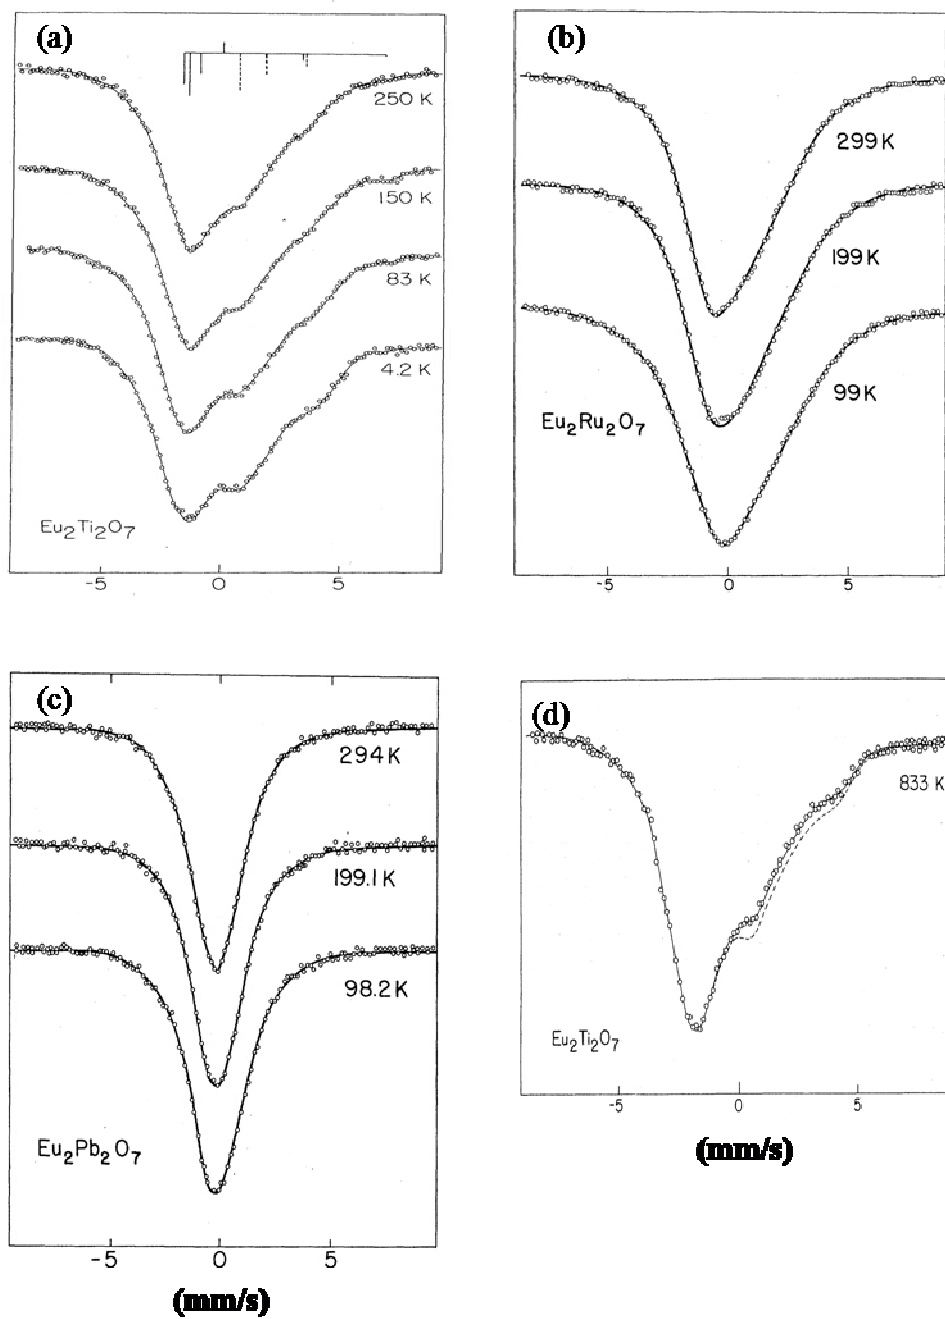 (a)
250 K
150 K
83 K
4.2 K
Eu2Ti2O7
-5 0 5
(b)
299 K
199 K
99 K
Eu2Ru2O7
-5 0 5
(c)
294 K
199.1 K
98.2 K
Eu2Pb2O7
-5 0 5
(mm/s)
(d)
833 K
Eu2Ti2O7
-5 0 5
(mm/s)